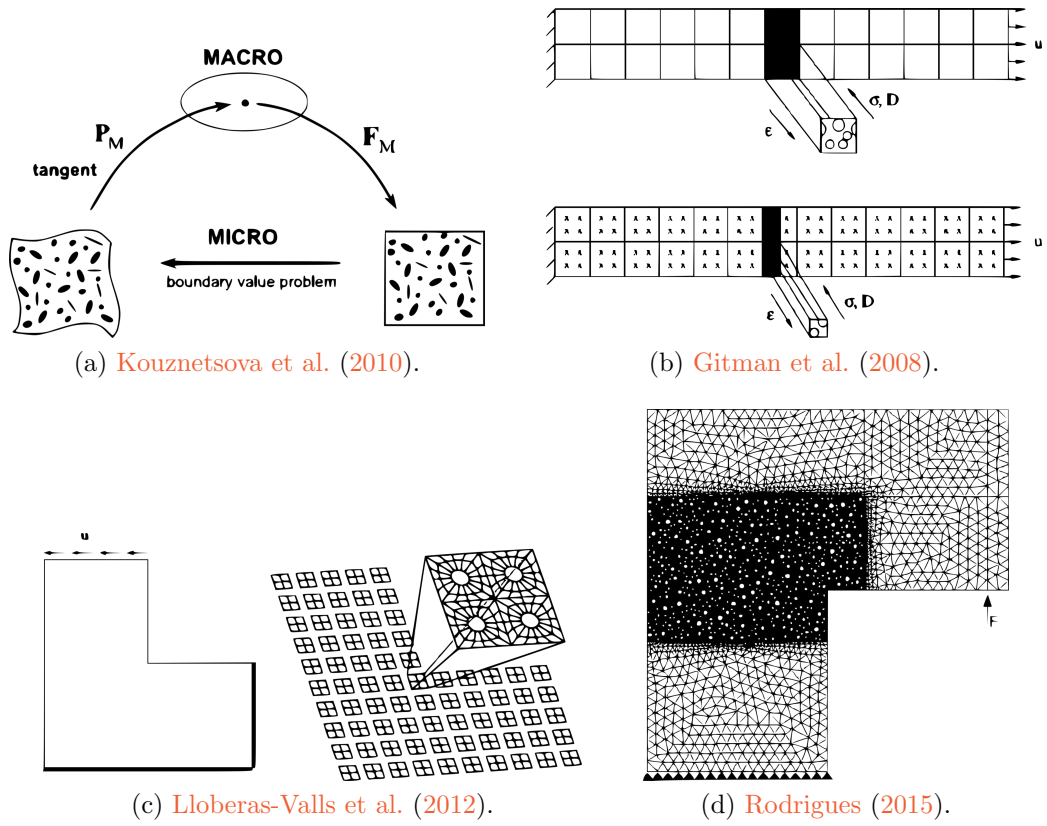 MACRO
P_M
F_M
tangent
MICRO
boundary value problem
(a) Kouznetsova et al. (2010).
u
σ, D
ε
u
σ, D
ε
(b) Gitman et al. (2008).
u
(c) Lloberas-Valls et al. (2012).
F
(d) Rodrigues (2015).